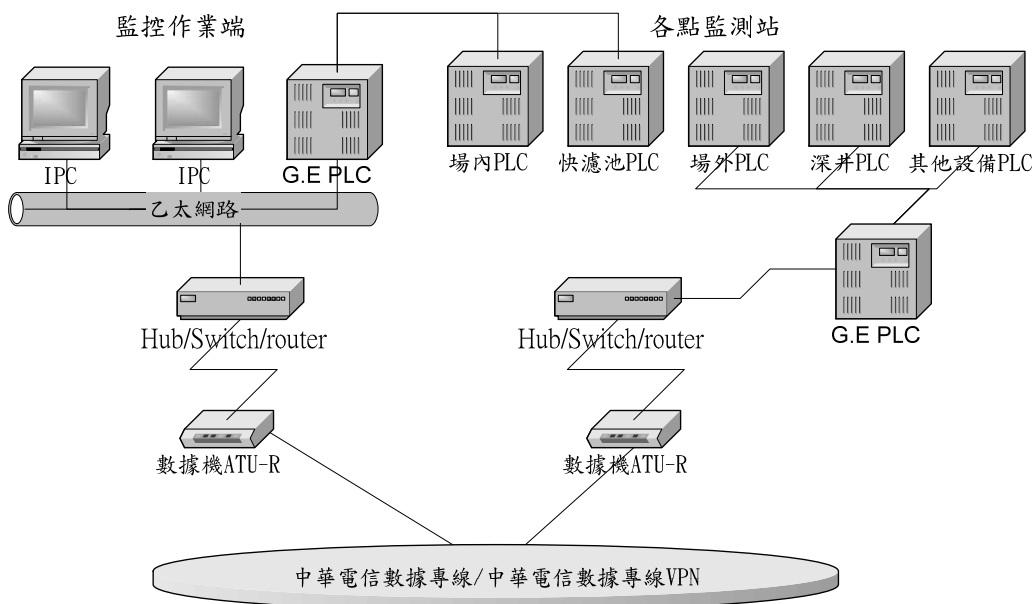 監控作業端
各點監測站
IPC
IPC
G.E PLC
場內PLC
快濾池PLC
場外PLC
深井PLC
其他設備PLC
乙太網路
G.E PLC
Hub/Switch/router
Hub/Switch/router
數據機ATU-R
數據機ATU-R
中華電信數據專線/中華電信數據專線VPN